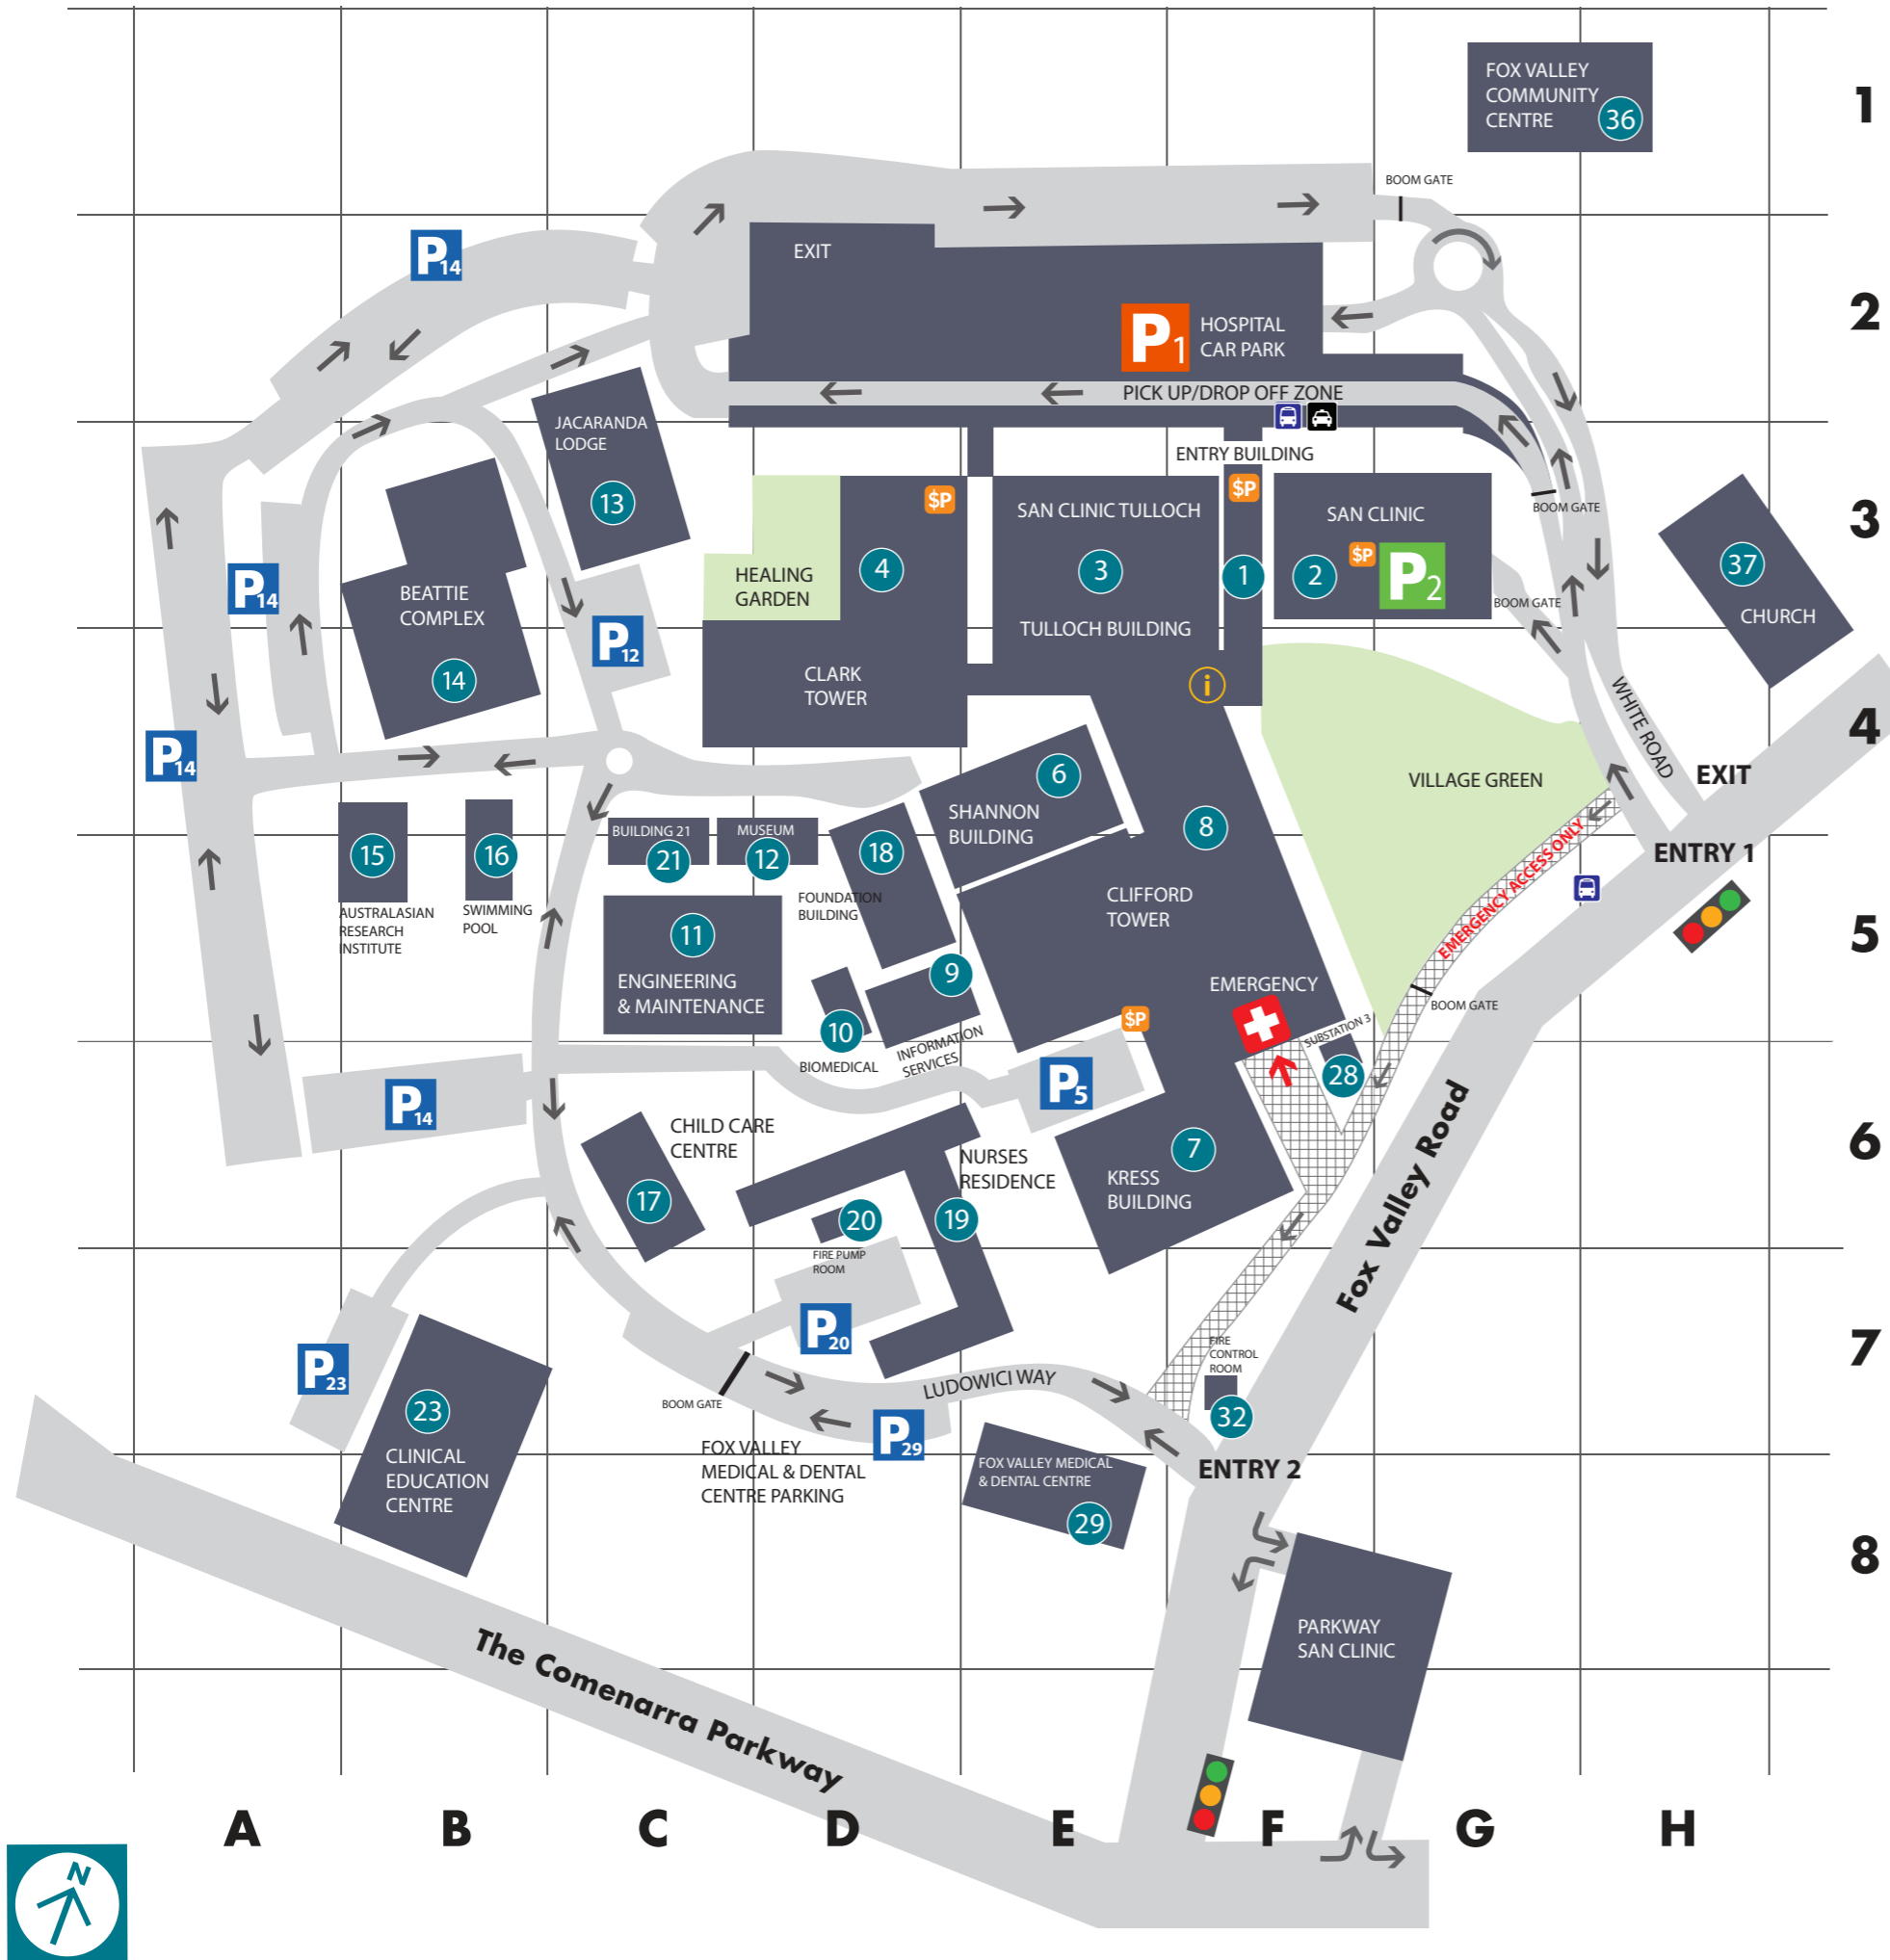 FOX VALLEY
COMMUNITY
CENTRE
36
1
BOOM GATE
P14
EXIT
P1
HOSPITAL
CAR PARK
2
PICK UP/DROP OFF ZONE
JACARANDA
LODGE
13
ENTRY BUILDING
$P
$P
SAN CLINIC TULLOCH
SAN CLINIC
BOOM GATE
3
4
3
1
2
$P
P2
37
CHURCH
P14
BEATTIE
COMPLEX
HEALING
GARDEN
BOOM GATE
TULLOCH BUILDING
P12
14
CLARK
TOWER
i
WHITE ROAD
4
P14
6
VILLAGE GREEN
EXIT
SHANNON
BUILDING
8
BUILDING 21
MUSEUM
15
16
21
12
18
ENTRY 1
EMERGENCY ACCESS ONLY
AUSTRALASIAN
RESEARCH
INSTITUTE
SWIMMING
POOL
FOUNDATION
BUILDING
CLIFFORD
TOWER
11
5
ENGINEERING
& MAINTENANCE
9
EMERGENCY
BOOM GATE
10
$P
SUBSTATION 3
BIOMEDICAL
INFORMATION
SERVICES
28
P14
P5
CHILD CARE
CENTRE
6
NURSES
RESIDENCE
7
KRESS
BUILDING
17
20
19
FIRE PUMP
ROOM
Fox Valley Road
P20
P23
FIRE
CONTROL
ROOM
7
LUDOWICI WAY
BOOM GATE
23
32
P29
CLINICAL
EDUCATION
CENTRE
FOX VALLEY
MEDICAL & DENTAL
CENTRE PARKING
FOX VALLEY MEDICAL
& DENTAL CENTRE
29
ENTRY 2
8
PARKWAY
SAN CLINIC
The Comenarra Parkway
A
B
C
D
E
F
G
H
N